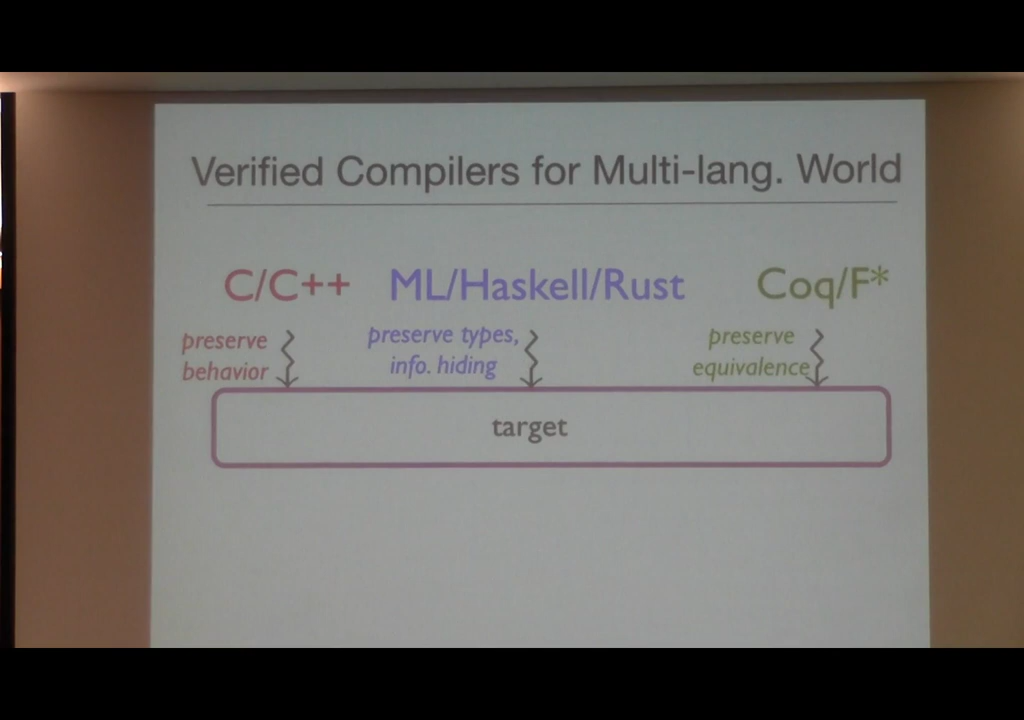 Verified Compilers for Multi-lang. World
C/C++ ML/Haskell/Rust Coq/F*
preserve behavior
preserve types, info. hiding
preserve equivalence
target